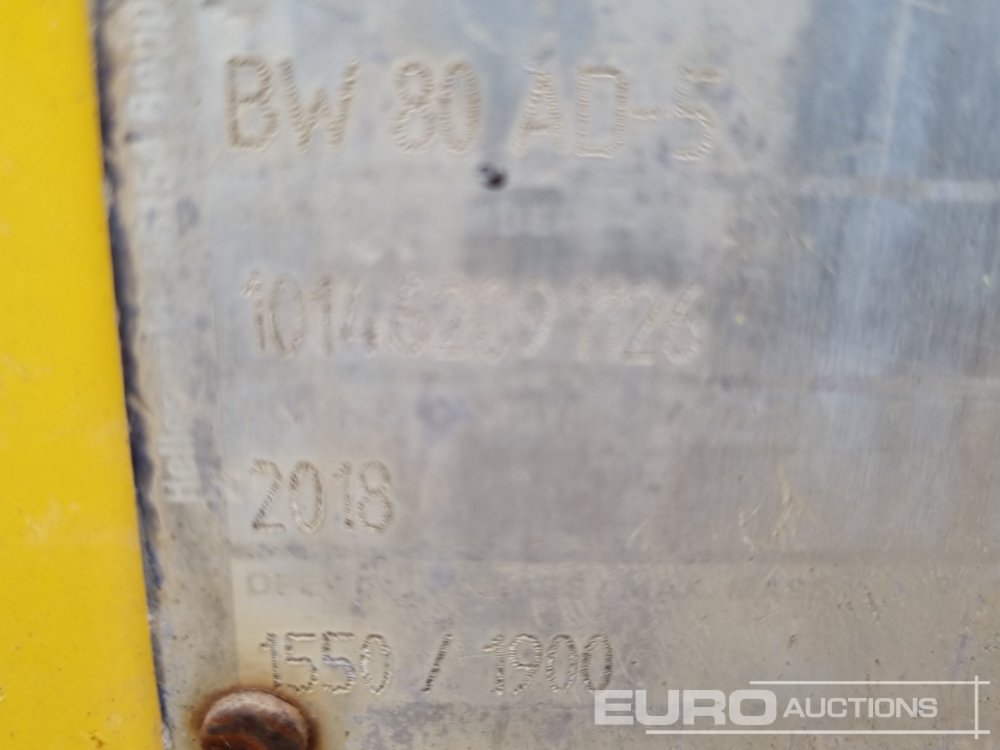 BW 80 AD-5
101462091126
2018
1550 / 1900
EURO AUCTIONS